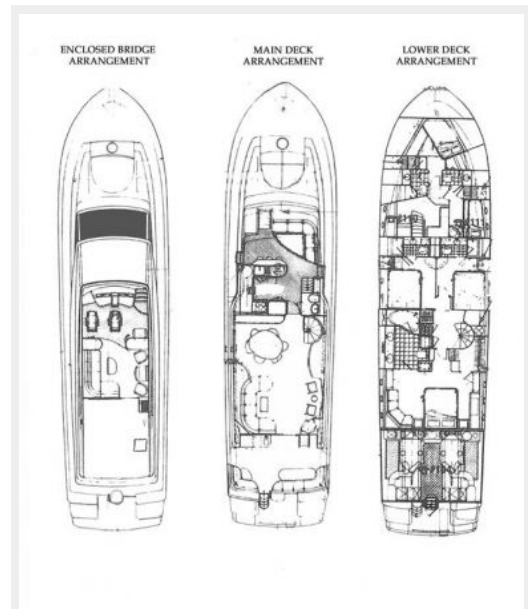 ENCLOSED BRIDGE
ARRANGEMENT
MAIN DECK
ARRANGEMENT
LOWER DECK
ARRANGEMENT